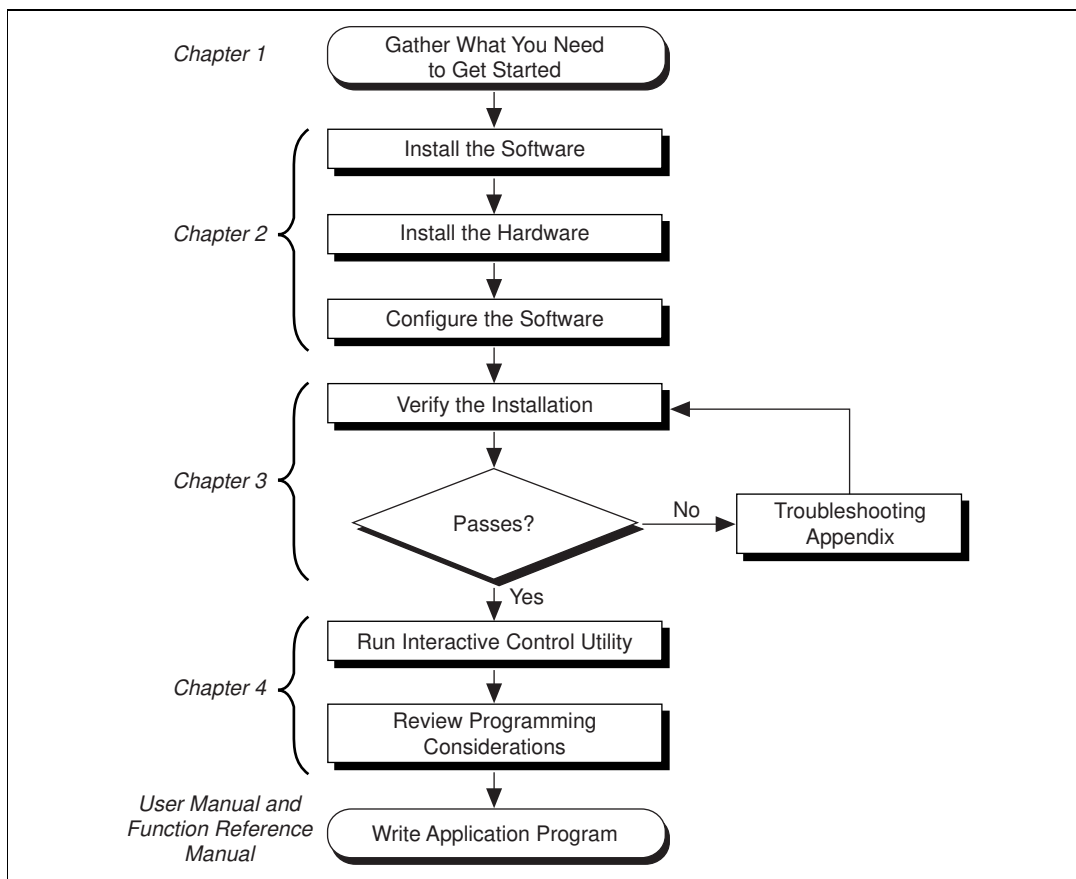 Chapter 1
Gather What You Need
to Get Started
Chapter 2
Install the Software
Install the Hardware
Configure the Software
Chapter 3
Verify the Installation
Passes?
No
Troubleshooting
Appendix
Yes
Chapter 4
Run Interactive Control Utility
Review Programming
Considerations
User Manual and
Function Reference
Manual
Write Application Program